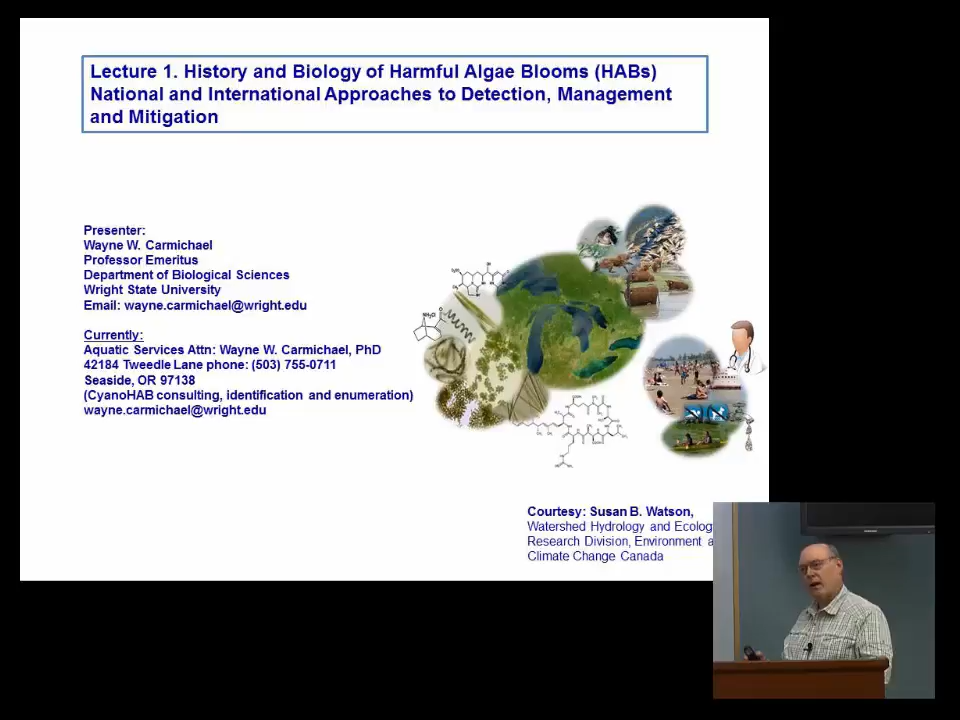 Lecture 1. History and Biology of Harmful Algae Blooms (HABs)
National and International Approaches to Detection, Management
and Mitigation
Presenter:
Wayne W. Carmichael
Professor Emeritus
Department of Biological Sciences
Wright State University
Email: wayne.carmichael@wright.edu
Currently:
Aquatic Services Attn: Wayne W. Carmichael, PhD
42184 Tweedle Lane phone: (503) 755-0711
Seaside, OR 97138
(CyanoHAB consulting, identification and enumeration)
wayne.carmichael@wright.edu
Courtesy: Susan B. Watson,
Watershed Hydrology and Ecolog
Research Division, Environment a
Climate Change Canada